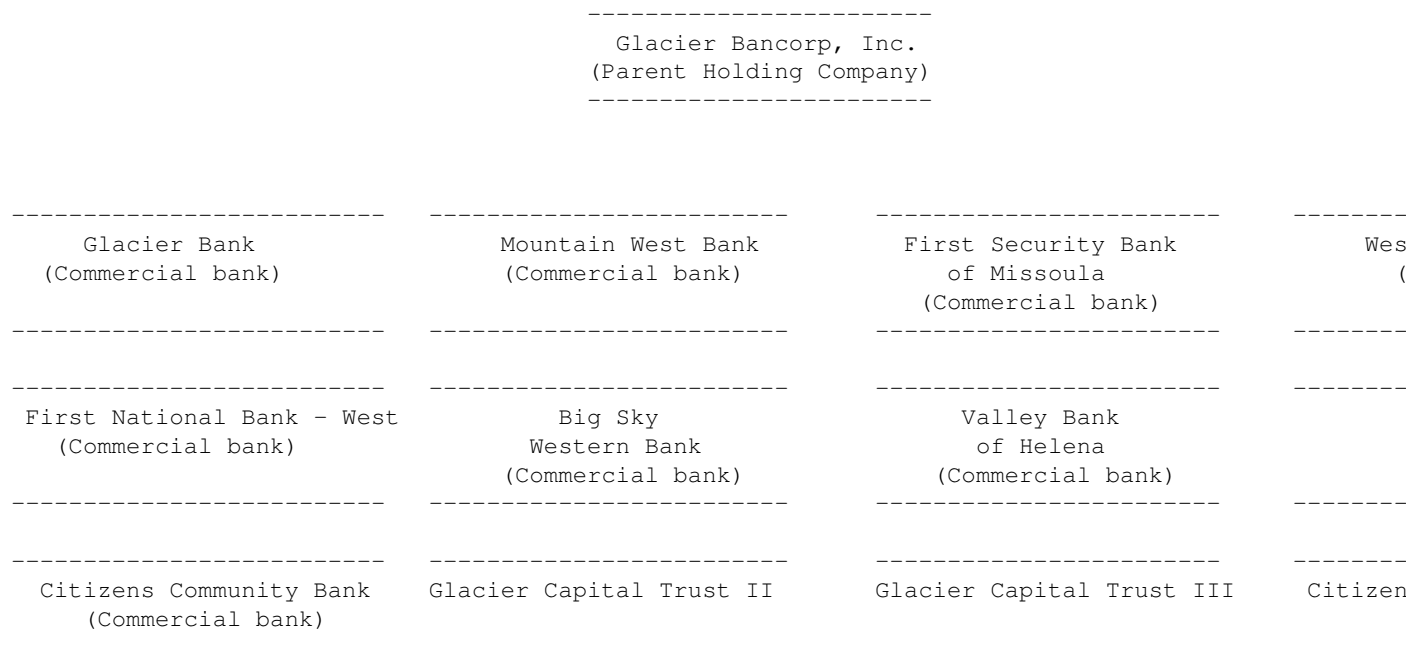 Glacier Bancorp, Inc.
(Parent Holding Company)
Glacier Bank
(Commercial bank)
Mountain West Bank
(Commercial bank)
First Security Bank
of Missoula
(Commercial bank)
First National Bank - West
(Commercial bank)
Big Sky
Western Bank
(Commercial bank)
Valley Bank
of Helena
(Commercial bank)
Citizens Community Bank
(Commercial bank)
Glacier Capital Trust II
Glacier Capital Trust III